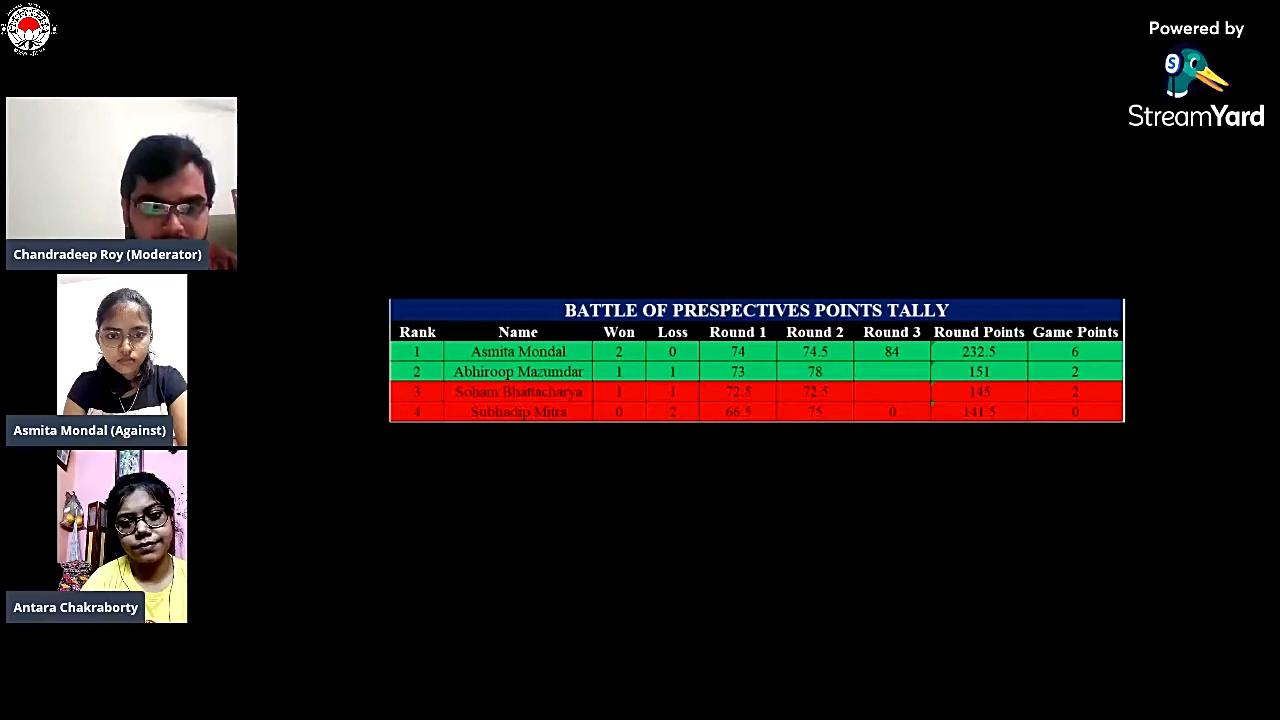 Powered by
StreamYard
Chandradeep Roy (Moderator)
Asmita Mondal (Against)
Antara Chakraborty
BATTLE OF PRESPECTIVES POINTS TALLY
Rank Name Won Loss Round 1 Round 2 Round 3 Round Points Game Points
1 Asmita Mondal 2 0 74 74.5 84 232.5 6
2 Abhiroop Mazumdar 1 1 73 78 151 2
3 Soham Bhattacharya 1 1 72.5 72.5 145 2
4 Subhadip Mitra 0 2 66.5 75 0 141.5 0